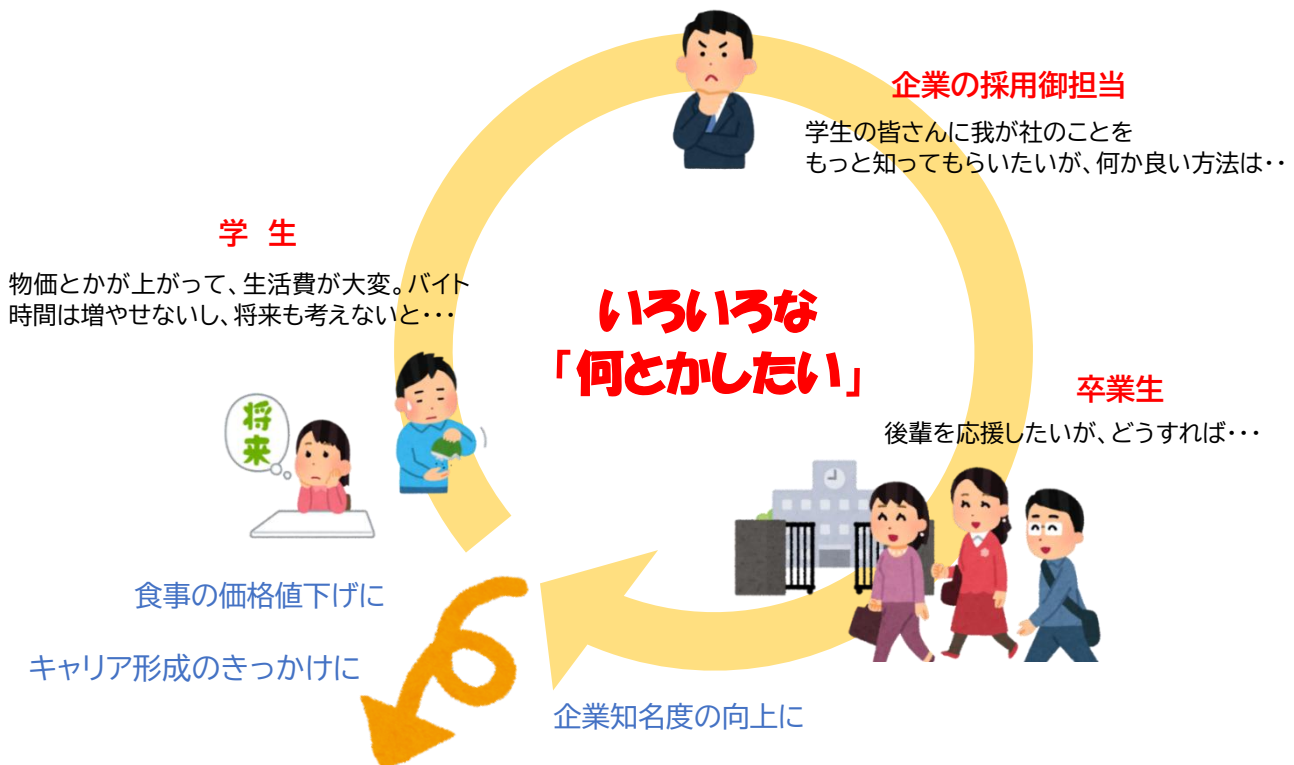 企業の採用御担当
学生の皆さんに我が社のことを
もっと知ってもらいたいが、何か良い方法は・・
学 生
物価とかが上がって、生活費が大変。バイト
時間は増やせないし、将来も考えないと・・・
いろいろな
「何とかしたい」
卒業生
後輩を応援したいが、どうすれば・・・
将
来
食事の価格値下げに
キャリア形成のきっかけに
企業知名度の向上に